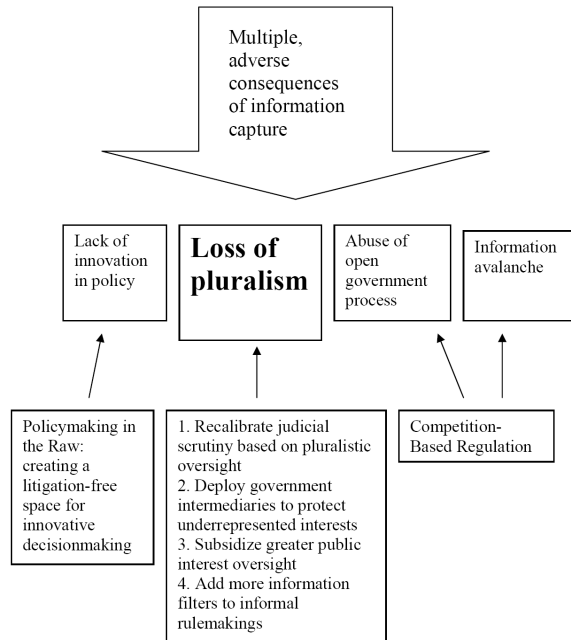 Multiple,
adverse
consequences
of information
capture
Lack of
innovation
in policy
Loss of
pluralism
Abuse of
open
government
process
Information
avalanche
Policymaking in
the Raw:
creating a
litigation-free
space for
innovative
decisionmaking
1. Recalibrate judicial
scrutiny based on pluralistic
oversight
2. Deploy government
intermediaries to protect
underrepresented interests
3. Subsidize greater public
interest oversight
4. Add more information
filters to informal
rulemakings
Competition-
Based Regulation